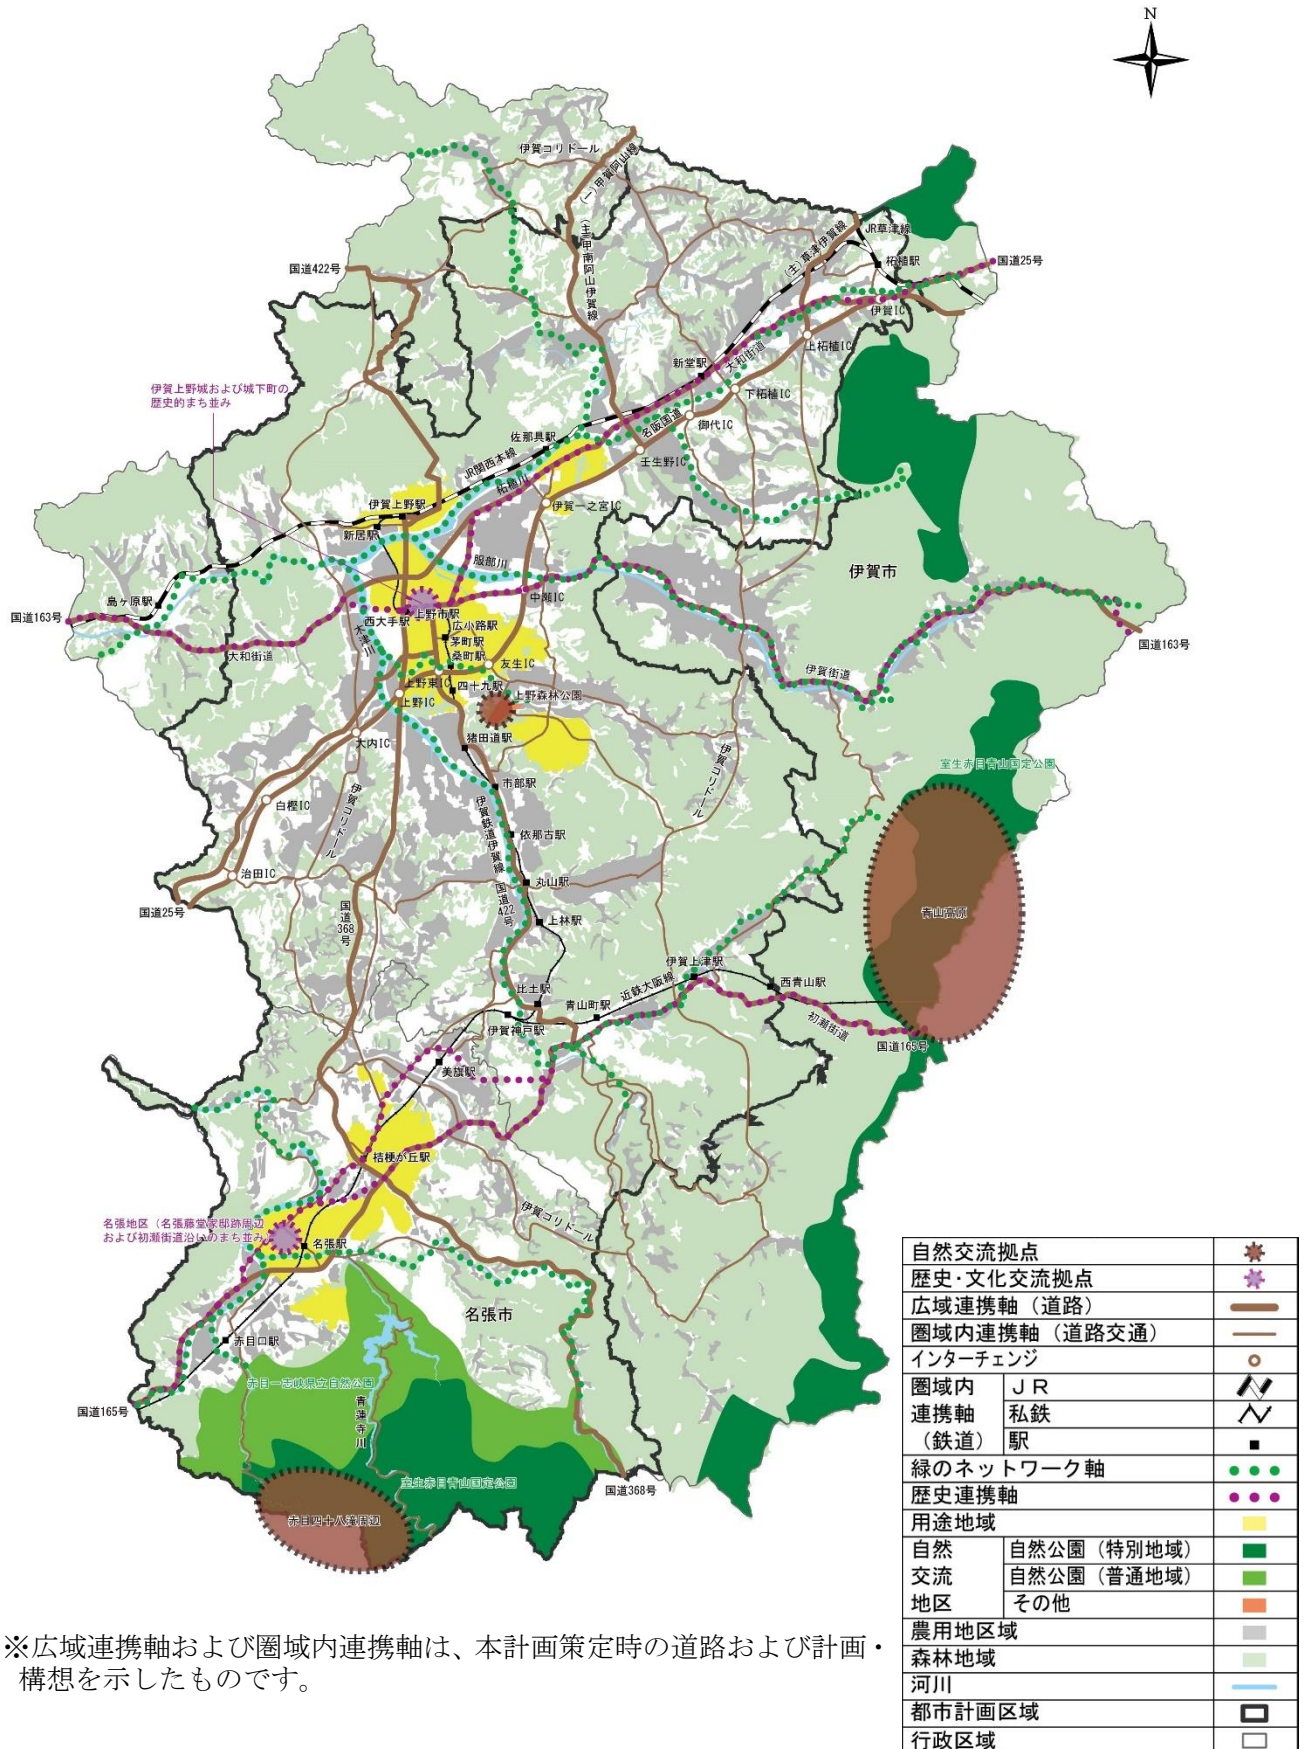 N
伊賀コリドール
(一)甲賀阿山線
(主)甲南阿山伊賀線
(主)草津伊賀線
JR草津線
柘植駅
国道25号
国道422号
伊賀IC
上柘植IC
新堂駅
大和街道
下柘植IC
伊賀上野城および城下町の
歴史的まち並み
名阪国道
御代IC
佐那具駅
JR関西本線
壬生野IC
柘植川
伊賀上野駅
伊賀一之宮IC
新居駅
服部川
伊賀市
島ヶ原駅
中瀬IC
国道163号
西大手駅
上野市駅
広小路駅
茅町駅
桑町駅
木津川
大和街道
友生IC
国道163号
伊賀街道
上野東IC
四十九駅
上野IC
上野森林公園
猪田道駅
大内IC
伊賀コリドール
室生赤目青山国定公園
市部駅
白樫IC
伊賀コリドール
伊賀鉄道伊賀線
依那古駅
治田IC
丸山駅
国道25号
国道368号
国道422号
上林駅
青山高原
伊賀上津駅
西青山駅
近鉄大阪線
比土駅
青山町駅
伊賀神戸駅
初瀬街道
国道165号
美旗駅
桔梗が丘駅
伊賀コリドール
名張地区(名張藤堂家邸跡周辺
および初瀬街道沿いのまち並み)
名張駅
名張市
赤目口駅
赤目一志峡県立自然公園
青蓮寺川
国道165号
室生赤目青山国定公園
国道368号
赤目四十八滝周辺
自然交流拠点
歴史・文化交流拠点
広域連携軸(道路)
圏域内連携軸(道路交通)
インターチェンジ
圏域内 JR
連携軸 私鉄
(鉄道) 駅
緑のネットワーク軸
歴史連携軸
用途地域
自然 自然公園(特別地域)
交流 自然公園(普通地域)
地区 その他
農用地区域
森林地域
河川
都市計画区域
行政区域
※広域連携軸および圏域内連携軸は、本計画策定時の道路および計画・
構想を示したものです。